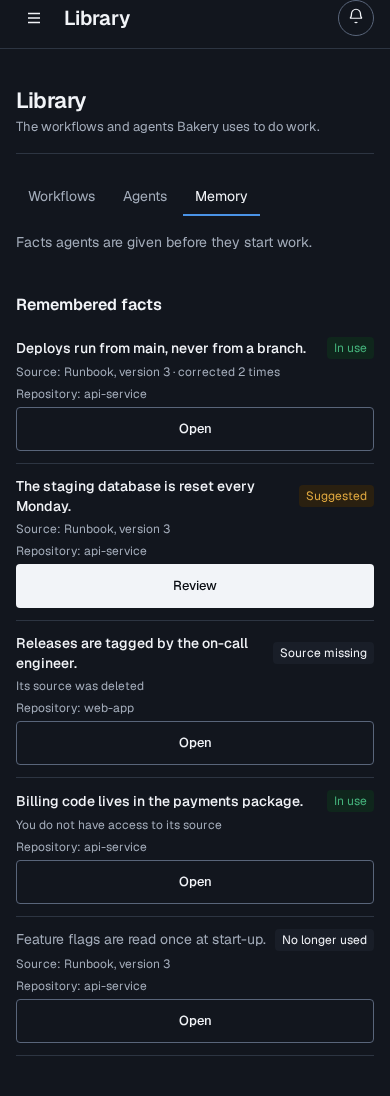 Library
Library
The workflows and agents Bakery uses to do work.
Workflows Agents Memory
Facts agents are given before they start work.
Remembered facts
Deploys run from main, never from a branch. In use
Source: Runbook, version 3 · corrected 2 times
Repository: api-service
Open
The staging database is reset every
Monday.
Suggested
Source: Runbook, version 3
Repository: api-service
Review
Releases are tagged by the on-call
engineer.
Source missing
Its source was deleted
Repository: web-app
Open
Billing code lives in the payments package. In use
You do not have access to its source
Repository: api-service
Open
Feature flags are read once at start-up. No longer used
Source: Runbook, version 3
Repository: api-service
Open